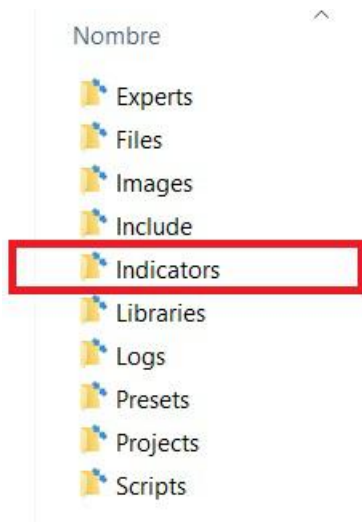 Nombre
Experts
Files
Images
Include
Indicators
Libraries
Logs
Presets
Projects
Scripts